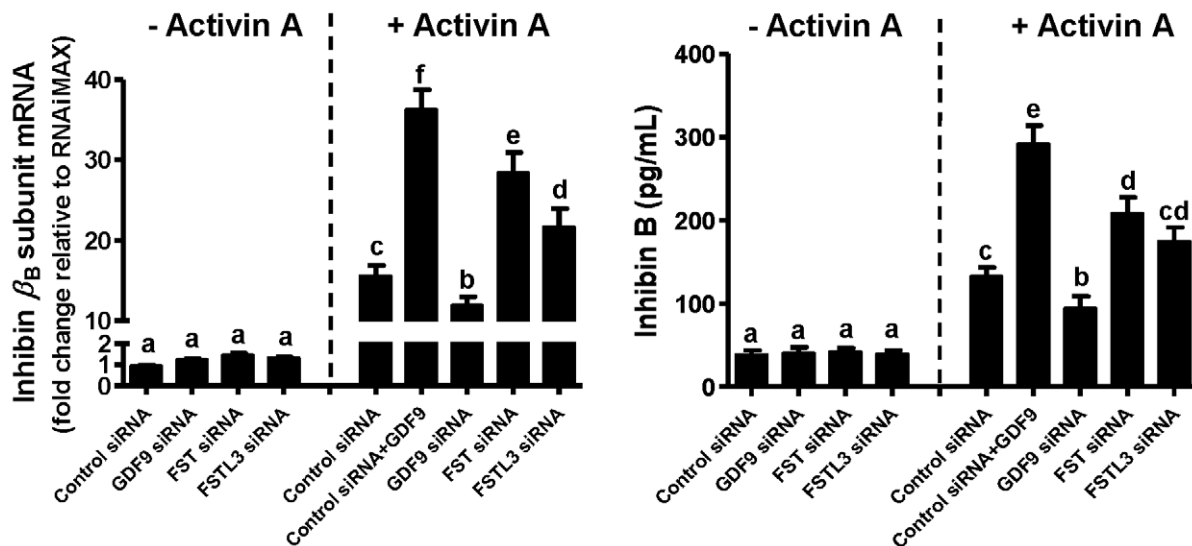 - Activin A
+ Activin A
Inhibin βB subunit mRNA
(fold change relative to RNAiMAX)
40
30
20
10
2
1
0
a
a
a
a
c
f
b
e
d
Control siRNA
GDF9 siRNA
FST siRNA
FSTL3 siRNA
Control siRNA
Control siRNA+GDF9
GDF9 siRNA
FST siRNA
FSTL3 siRNA
- Activin A
+ Activin A
Inhibin B (pg/mL)
400
300
200
100
0
a
a
a
a
c
e
b
d
cd
Control siRNA
GDF9 siRNA
FST siRNA
FSTL3 siRNA
Control siRNA
Control siRNA+GDF9
GDF9 siRNA
FST siRNA
FSTL3 siRNA